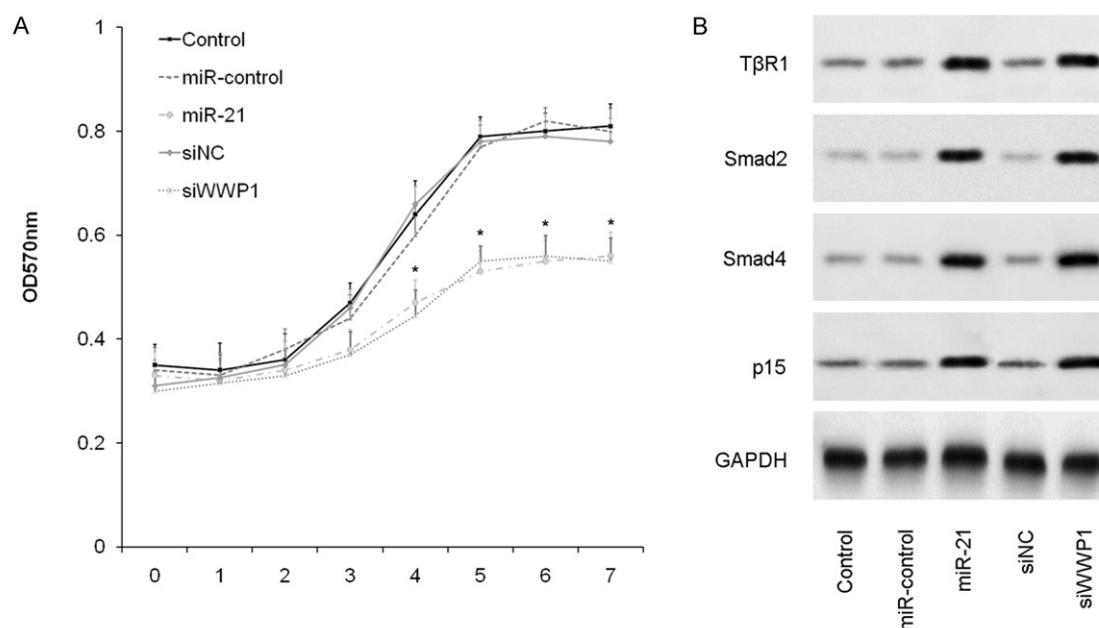 A
1
0.8
0.6
0.4
0.2
0
OD570nm
Control
miR-control
miR-21
siNC
siWWP1
*
*
*
*
0 1 2 3 4 5 6 7
B
TβR1
Smad2
Smad4
p15
GAPDH
Control
miR-control
miR-21
siNC
siWWP1